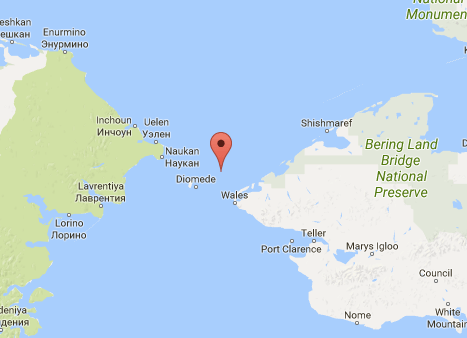 National
Monument
Enurmino
Энурмино
eshkan
ешкан
Inchoun
Инчоун
Uelen
Уэлен
Shishmaref
Naukan
Наукан
Bering Land
Bridge
National
Preserve
Diomede
Lavrentiya
Лаврентия
Wales
Lorino
Лорино
Teller
Port Clarence
Marys Igloo
Council
deniya
дения
White
Mountain
Nome